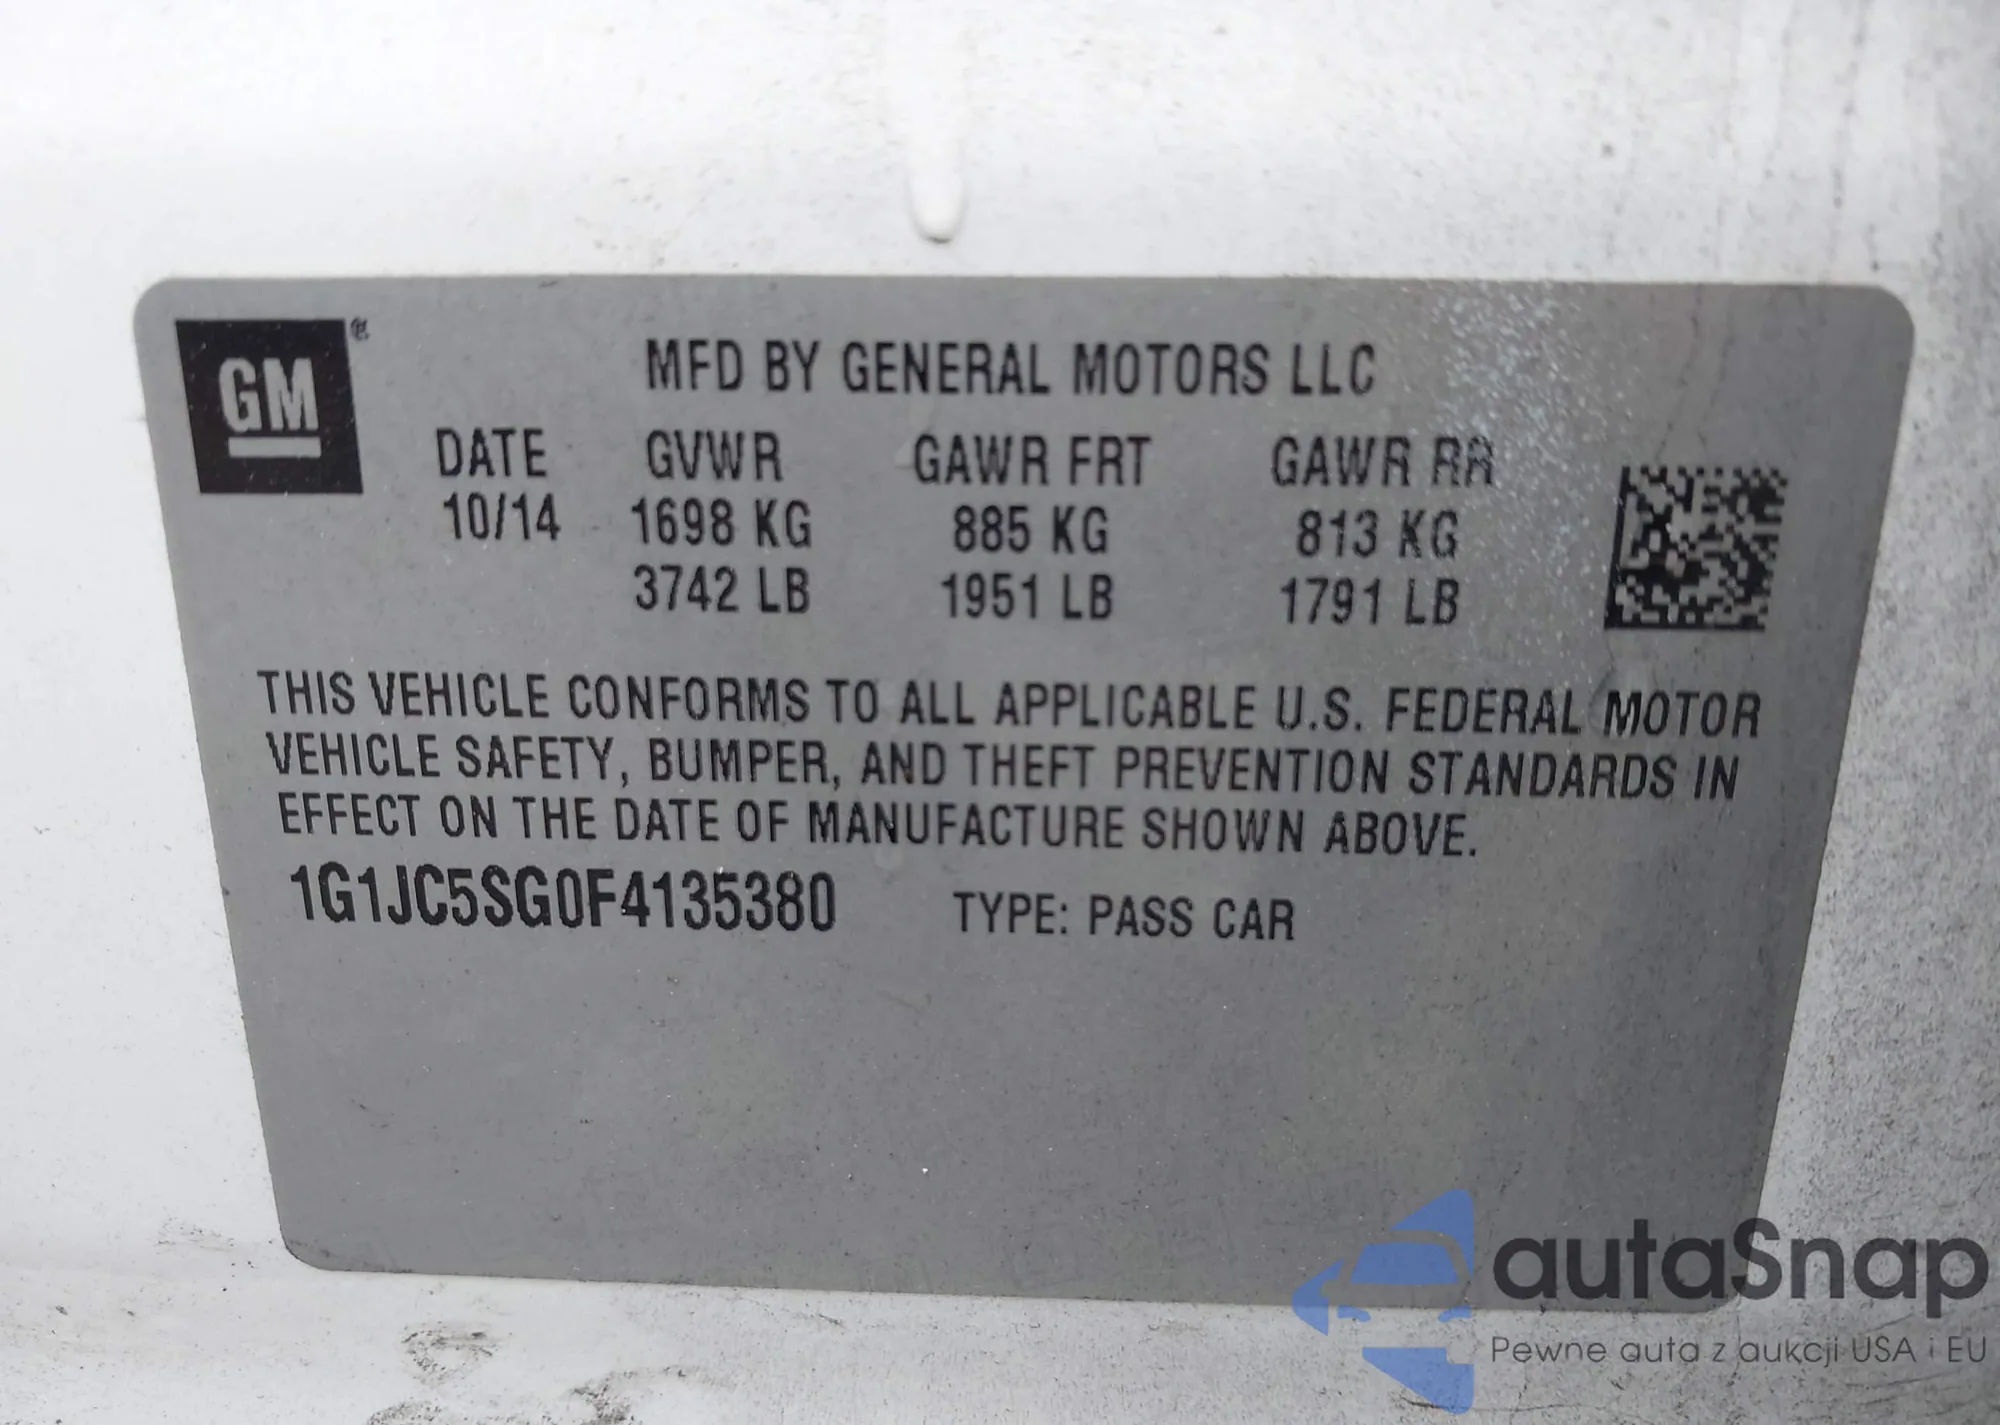 GM®
MFD BY GENERAL MOTORS LLC
DATE GVWR GAWR FRT GAWR RR
10/14 1698 KG 885 KG 813 KG
3742 LB 1951 LB 1791 LB
THIS VEHICLE CONFORMS TO ALL APPLICABLE U.S. FEDERAL MOTOR
VEHICLE SAFETY, BUMPER, AND THEFT PREVENTION STANDARDS IN
EFFECT ON THE DATE OF MANUFACTURE SHOWN ABOVE.
1G1JC5SG0F4135380 TYPE: PASS CAR
autaSnap
Pewne auta z aukcji USA i EU